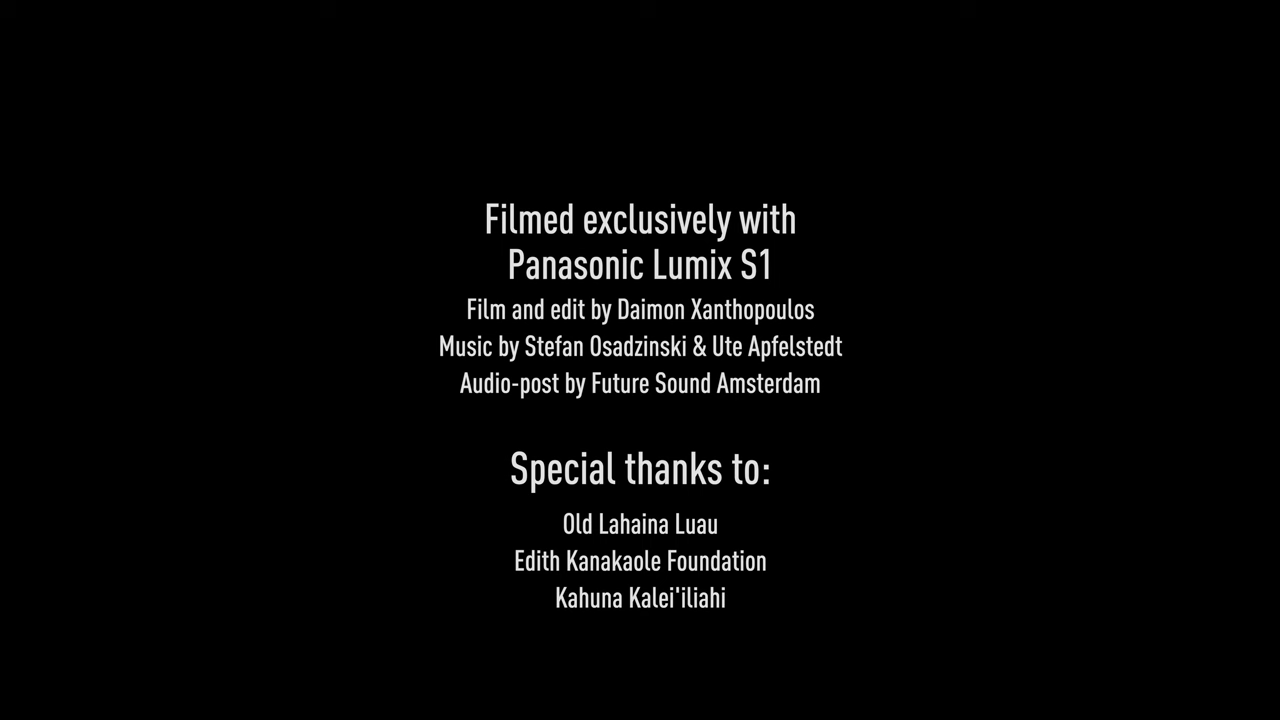 Filmed exclusively with
Panasonic Lumix S1
Film and edit by Daimon Xanthopoulos
Music by Stefan Osadzinski & Ute Apfelstedt
Audio-post by Future Sound Amsterdam
Special thanks to:
Old Lahaina Luau
Edith Kanakaole Foundation
Kahuna Kalei'iliahi